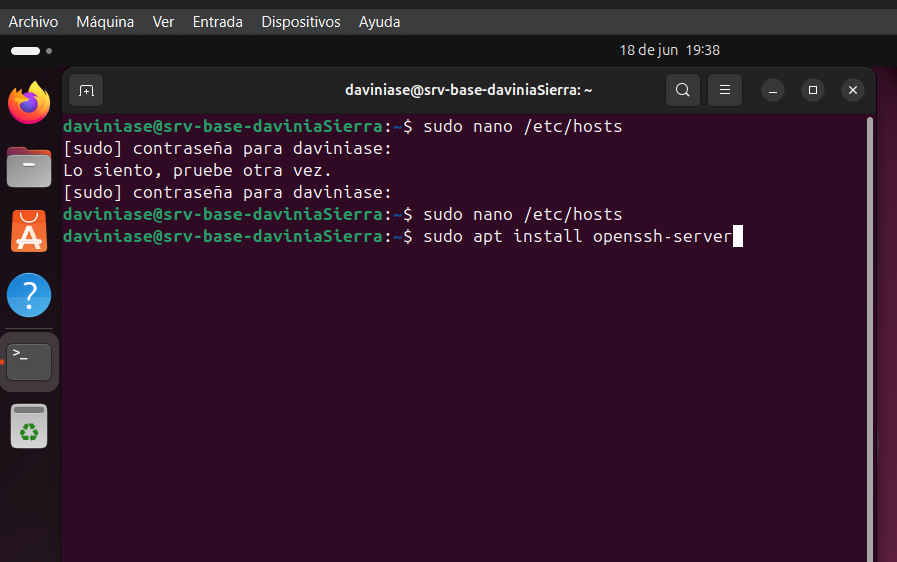 Archivo Máquina Ver Entrada Dispositivos Ayuda
18 de jun 19:38
daviniase@srv-base-daviniaSierra: ~
daviniase@srv-base-daviniaSierra:~$ sudo nano /etc/hosts
[sudo] contraseña para daviniase:
Lo siento, pruebe otra vez.
[sudo] contraseña para daviniase:
daviniase@srv-base-daviniaSierra:~$ sudo nano /etc/hosts
daviniase@srv-base-daviniaSierra:~$ sudo apt install openssh-server